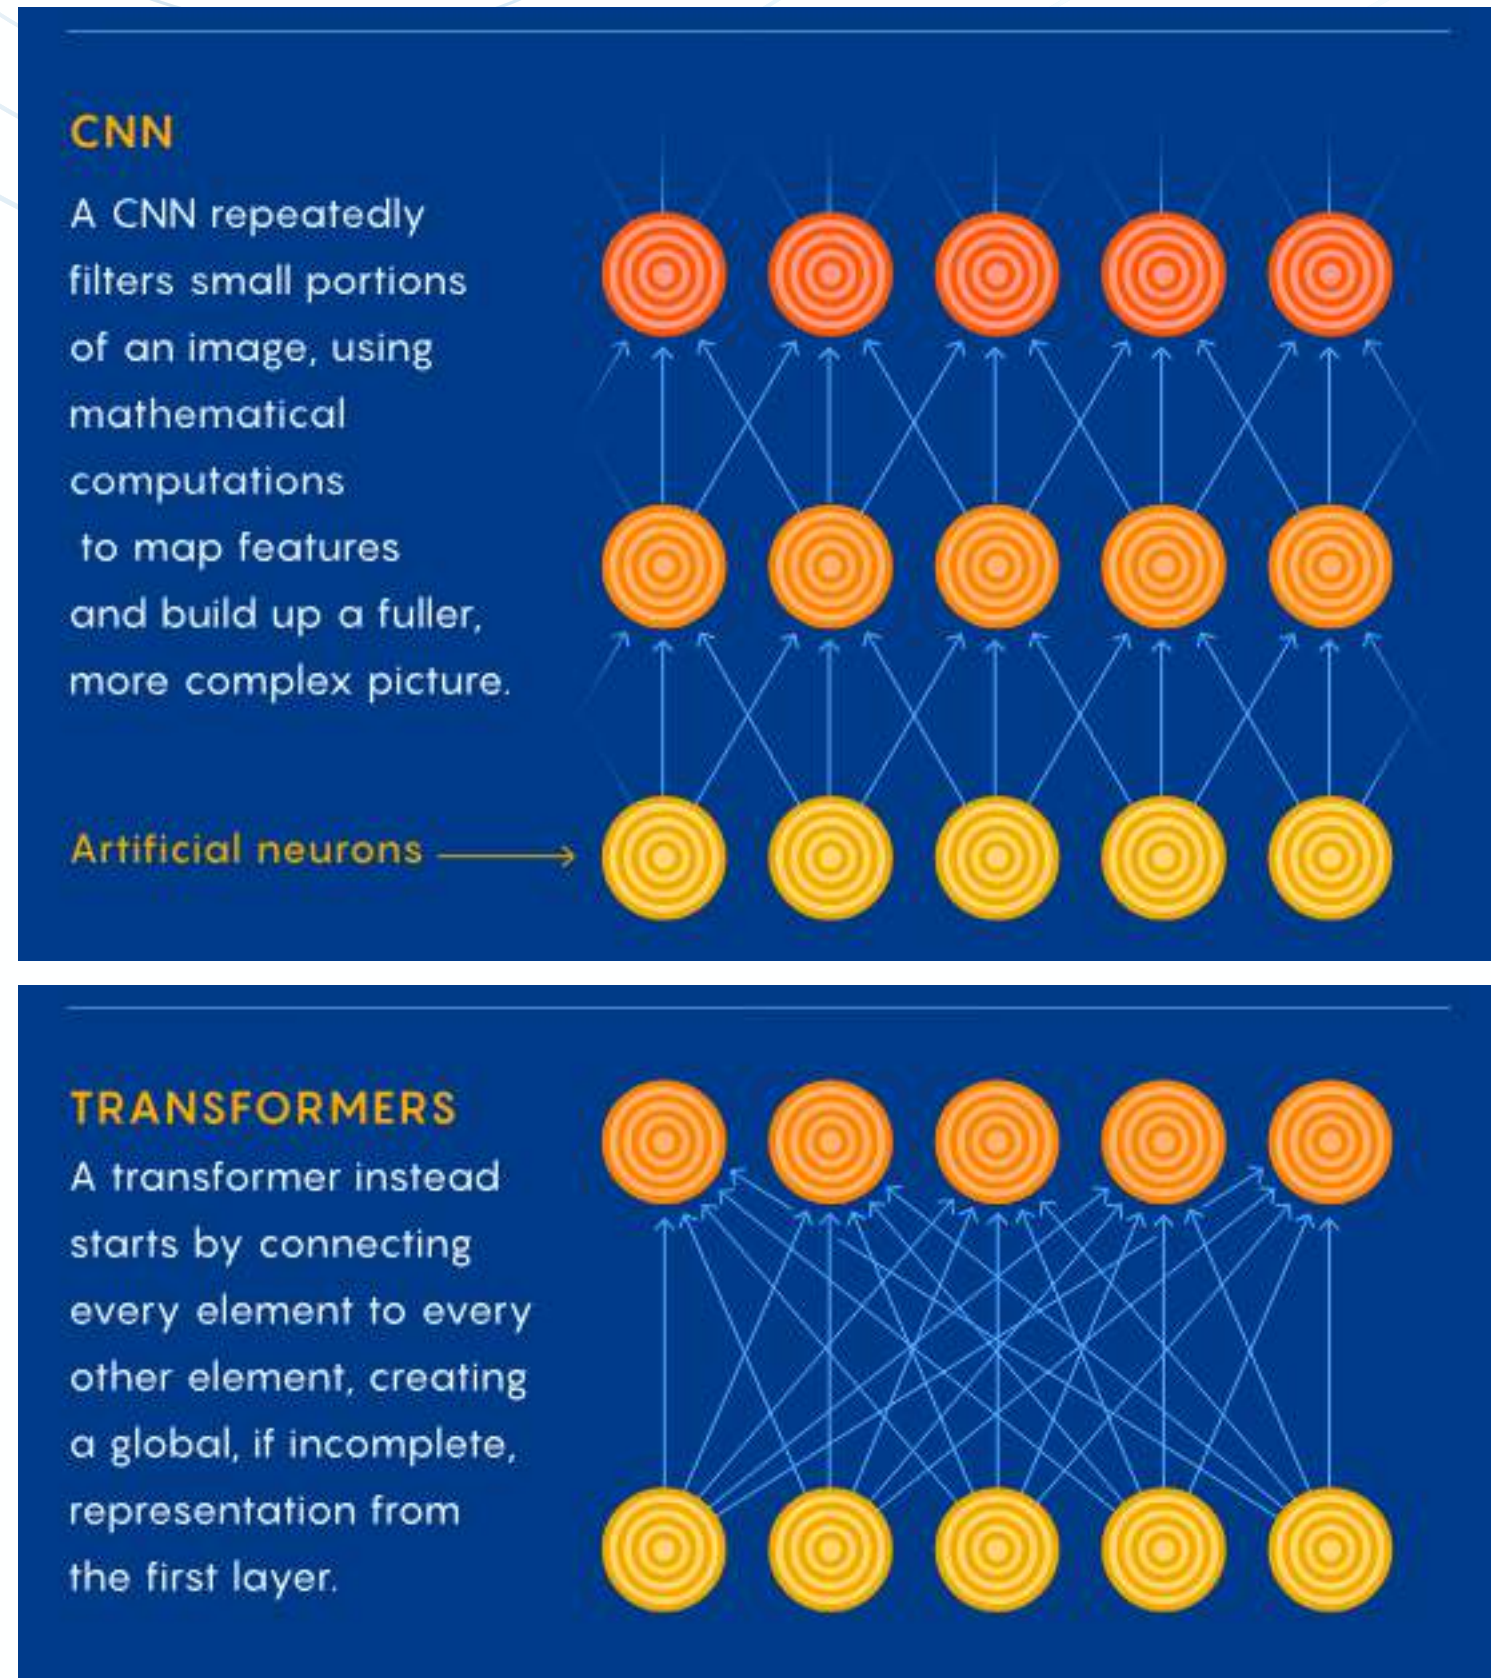 CNN
A CNN repeatedly
filters small portions
of an image, using
mathematical
computations
to map features
and build up a fuller,
more complex picture.
Artificial neurons
TRANSFORMERS
A transformer instead
starts by connecting
every element to every
other element, creating
a global, if incomplete,
representation from
the first layer.